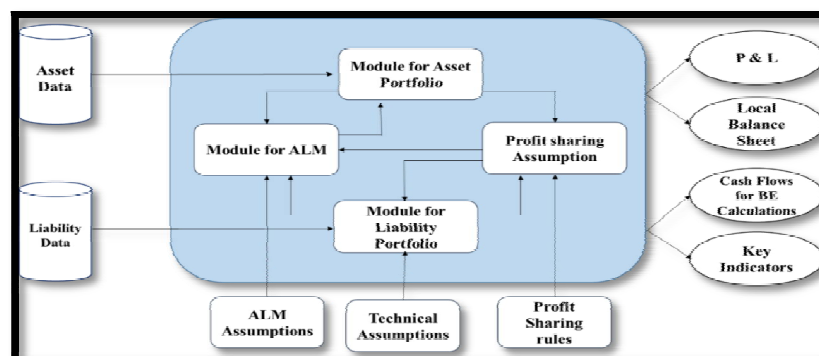 Asset
Data
Module for Asset
Portfolio
P & L
Module for ALM
Profit sharing
Assumption
Local
Balance
Sheet
Liability
Data
Module for
Liability
Portfolio
Cash Flows
for BE
Calculations
Key
Indicators
ALM
Assumptions
Technical
Assumptions
Profit
Sharing
rules